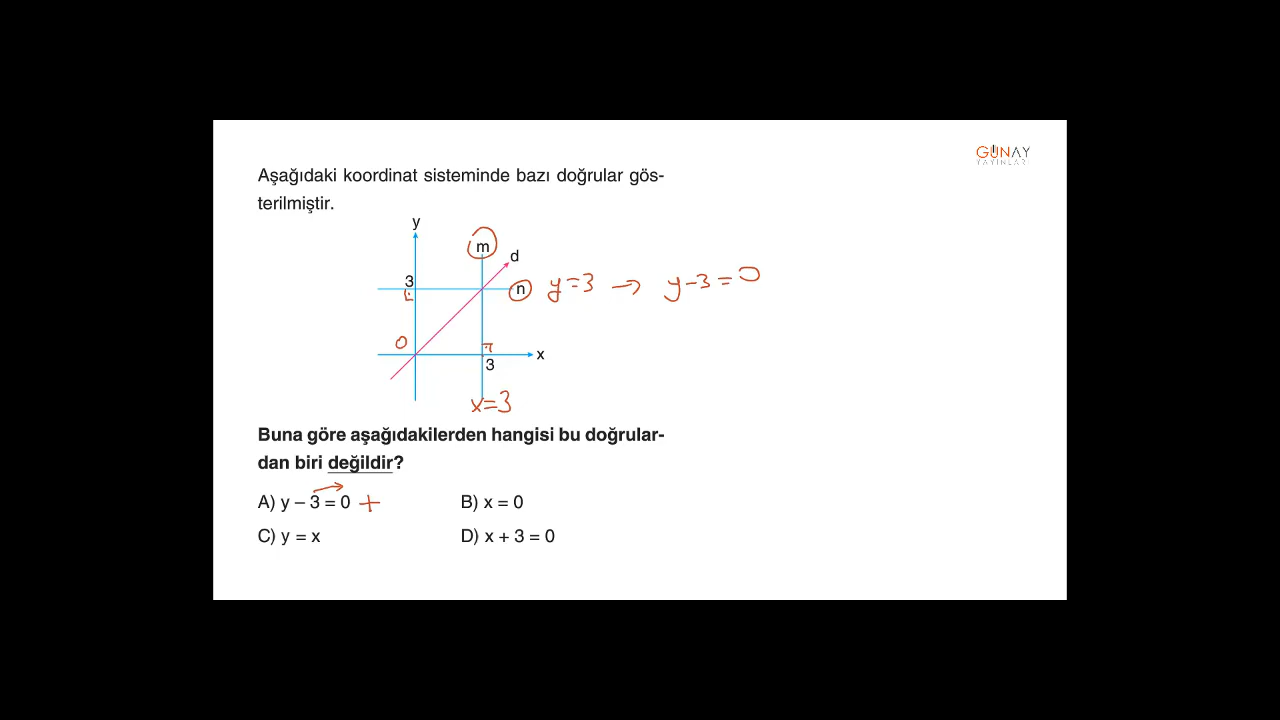 GÜNAY
YAYINLARI
Aşağıdaki koordinat sisteminde bazı doğrular gös-
terilmiştir.
y
m
d
3
n y=3 → y-3=0
0
x
3
x=3
Buna göre aşağıdakilerden hangisi bu doğrular-
dan biri değildir?
A) y – 3 = 0 + B) x = 0
C) y = x D) x + 3 = 0